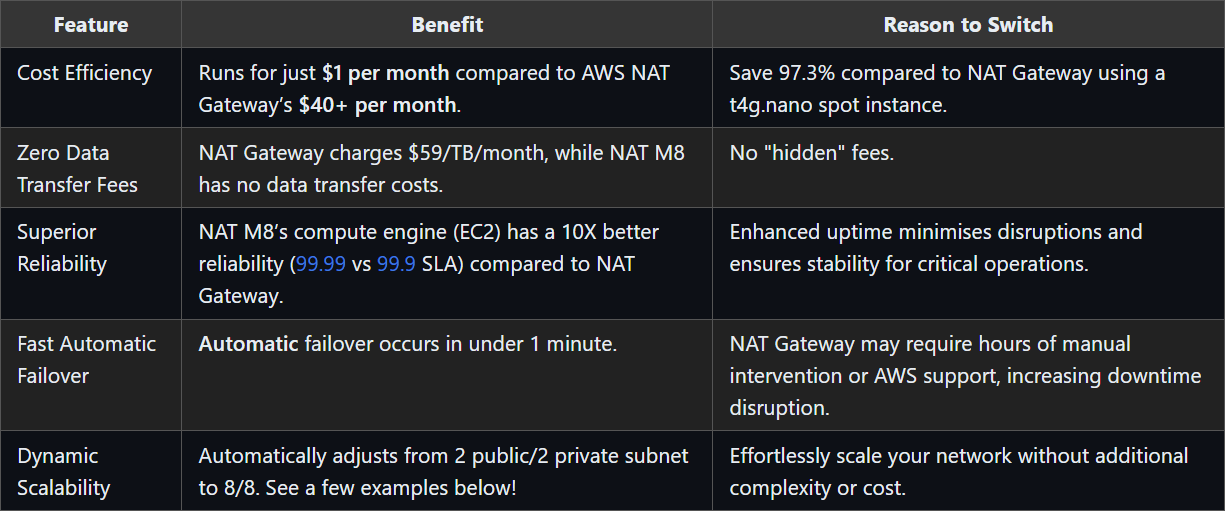 Feature
Benefit
Reason to Switch
Cost Efficiency
Runs for just $1 per month compared to AWS NAT
Gateway’s $40+ per month.
Save 97.3% compared to NAT Gateway using a
t4g.nano spot instance.
Zero Data
Transfer Fees
NAT Gateway charges $59/TB/month, while NAT M8
has no data transfer costs.
No "hidden" fees.
Superior
Reliability
NAT M8’s compute engine (EC2) has a 10X better
reliability (99.99 vs 99.9 SLA) compared to NAT
Gateway.
Enhanced uptime minimises disruptions and
ensures stability for critical operations.
Fast Automatic
Failover
Automatic failover occurs in under 1 minute.
NAT Gateway may require hours of manual
intervention or AWS support, increasing downtime
disruption.
Dynamic
Scalability
Automatically adjusts from 2 public/2 private subnet
to 8/8. See a few examples below!
Effortlessly scale your network without additional
complexity or cost.